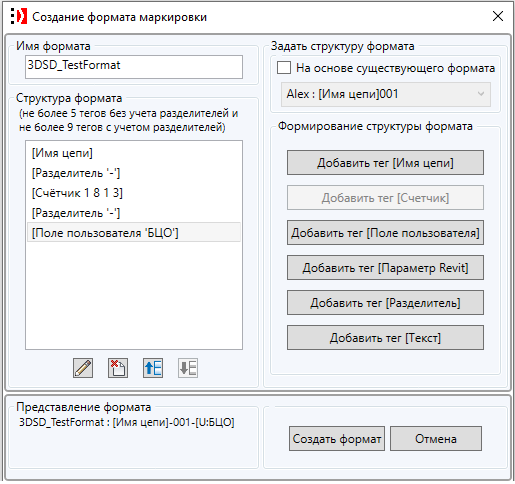 Создание формата маркировки
Имя формата
3DSD_TestFormat
Структура формата
(не более 5 тегов без учета разделителей и
не более 9 тегов с учетом разделителей)
[Имя цепи]
[Разделитель '-']
[Счётчик 1 8 1 3]
[Разделитель '-']
[Поле пользователя 'БЦО']
Задать структуру формата
На основе существующего формата
Alex : [Имя цепи]001
Формирование структуры формата
Добавить тег [Имя цепи]
Добавить тег [Счетчик]
Добавить тег [Поле пользователя]
Добавить тег [Параметр Revit]
Добавить тег [Разделитель]
Добавить тег [Текст]
Представление формата
3DSD_TestFormat : [Имя цепи]-001-[U:БЦО]
Создать формат
Отмена